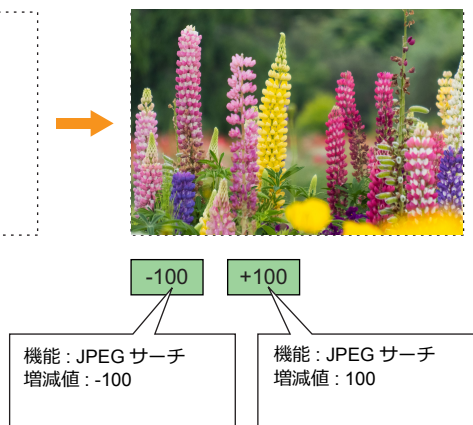 -100
+100
機能 : JPEG サーチ
増減値 : -100
機能 : JPEG サーチ
増減値 : 100